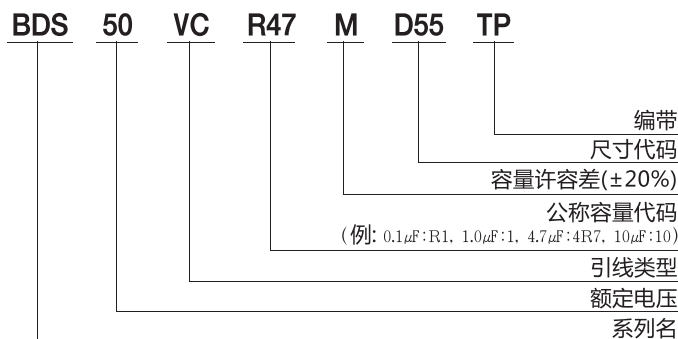 BDS 50 VC R47 M D55 TP
编带
尺寸代码
容量许容差(±20%)
公称容量代码
(例: 0.1μF:R1, 1.0μF:1, 4.7μF:4R7, 10μF:10)
引线类型
额定电压
系列名